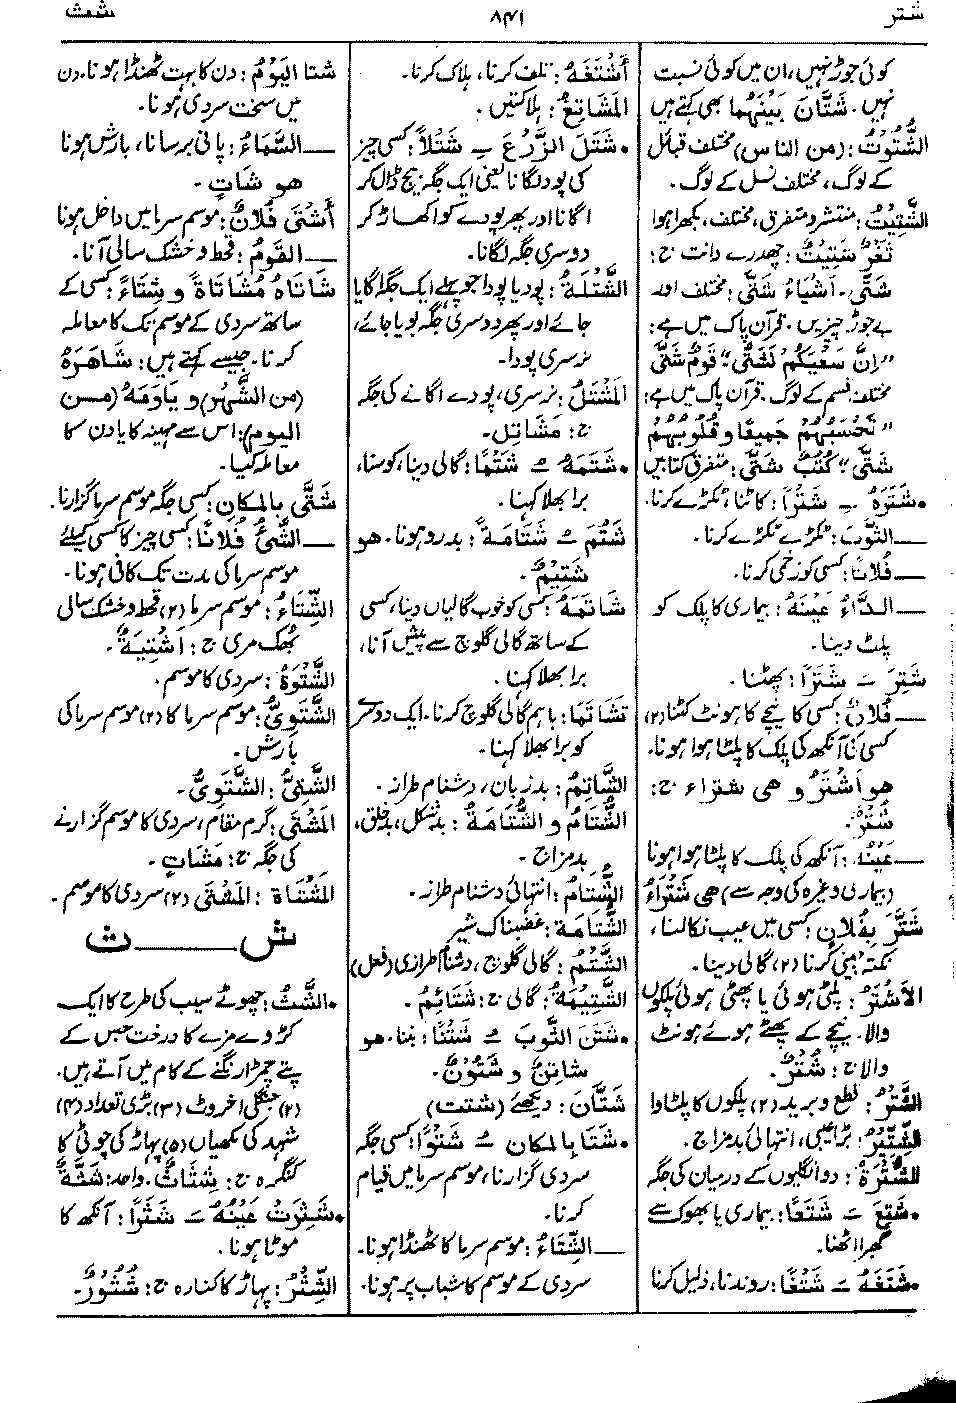 شتر
۸۴۱
شث
کوئی جوڑ نہیں، ان میں کوئی نسبت
نہیں۔ شَتَّانَ بَيْنَهُمَا بھی کہتے ہیں
الشُّتُوْتُ: (من الناس) مختلف قبائل
کے لوگ، مختلف نسل کے لوگ۔
الشَّتِيْتُ: منتشر و متفرق، مختلف، بکھرا ہوا
ثَغْرٌ شَتِيْتٌ: چھدرے دانت ج:
شَتّٰى۔ اَشْيَاءُ شَتّٰى: مختلف اور
بے جوڑ چیزیں۔ قرآن پاک میں ہے:
”اِنَّ سَعْيَكُمْ لَشَتّٰى“ قَوْمٌ شَتّٰى
مختلف قسم کے لوگ۔ قرآن پاک میں ہے:
”تَحْسَبُهُمْ جَمِيْعًا وَقُلُوْبُهُمْ
شَتّٰى“ كُتُبٌ شَتّٰى: متفرق کتابیں
• شَتَرَهُ ـِ شَتْرًا: کاٹنا، ٹکڑے کرنا۔
— الثَّوْبَ: ٹکڑے ٹکڑے کرنا۔
— فُلَانًا: کسی کو زخمی کرنا۔
— الدَّاءُ عَيْنَهُ: بیماری کا پلک کو
پلٹ دینا۔
شَتِرَ ـَ شَتَرًا: پھٹنا۔
— فُلَانٌ: کسی کا نیچے کا ہونٹ کٹنا (۲)
کسی کی آنکھ کی پلک کا پلٹا ہوا ہونا۔
هو اَشْتَرُ و هی شتراء ج:
شُتْرٌ۔
— عَيْنُهُ: آنکھ کی پلک کا پلٹا ہوا ہونا
(بیماری وغیرہ کی وجہ سے) هی شَتْرَاءُ
شَتَّرَ بِفُلَانٍ: کسی میں عیب نکالنا،
نکتہ چینی کرنا (۲) گالی دینا۔
الاَشْتَرُ: پلٹی ہوئی یا پھٹی ہوئی پلکوں
والا۔ نیچے کے پھٹے ہوئے ہونٹ
والا ج: شُتْرٌ۔
الشَّتْرُ: قطع و برید (۲) پلکوں کا پلٹاوا
الشِّتِّيْرُ: بڑا عیبی، انتہائی بدمزاج۔
الشُّتْرَةُ: دو انگلیوں کے درمیان کی جگہ
• شَتِعَ ـَ شَتَعًا: بیماری یا بھوک سے
گھبرا اٹھنا۔
• شَتَغَهُ ـَ شَتْغًا: روندنا، ذلیل کرنا
اَشْتَغَهُ: تلف کرنا، ہلاک کرنا۔
المَشَاتِغُ: ہلاکتیں۔
• شَتَلَ الزَّرْعَ ـِ شَتْلًا: کسی چیز
کی پود لگانا یعنی ایک جگہ بیج ڈال کر
اگانا اور پھر پودے کو اکھاڑ کر
دوسری جگہ لگانا۔
الشَّتْلَةُ: پود یا پودا جو پہلے ایک جگہ اگایا
جائے اور پھر دوسری جگہ بویا جائے،
نرسری پودا۔
المَشْتَلُ: نرسری، پودے اگانے کی جگہ
ج: مَشَاتِل۔
• شَتَمَهُ ـُ شَتْمًا: گالی دینا، کوسنا،
برا بھلا کہنا۔
شَتُمَ ـُ شَتَامَةً: بدرو ہونا۔ هو
شَتِيْمٌ۔
شَاتَمَهُ: کسی کو خوب گالیاں دینا، کسی
کے ساتھ گالی گلوچ سے پیش آنا،
برا بھلا کہنا۔
تَشَاتَمَا: باہم گالی گلوچ کرنا۔ ایک دوسرے
کو برا بھلا کہنا۔
الشَّاتِمُ: بدزبان، دشنام طراز۔
الشُّتَامُ و الشُّتَامَةُ: بدشکل، بدخلق،
بدمزاج۔
الشَّتَّامُ: انتہائی دشنام طراز۔
الشَّتَّامَة: غضبناک شیر
الشَّتْمُ: گالی گلوچ، دشنام طرازی (فعل)
الشَّتِيْمَةُ: گالی ج: شَتَائِمُ۔
• شَتَنَ الثَّوبَ ـُ شَتْنًا: بننا۔ هو
شَاتِنٌ و شَتُوْنٌ۔
شَتَّانَ: دیکھئے (شتت)
• شَتَا بِالمَكان ـُ شَتْوًا: کسی جگہ
سردی گزارنا، موسم سرما میں قیام
کرنا۔
— الشِّتَاءُ: موسم سرما کا ٹھنڈا ہونا۔
سردی کے موسم کا شباب پر ہونا۔
شتا اليَوْمُ: دن کا بہت ٹھنڈا ہونا۔ دن
میں سخت سردی ہونا۔
— السَّمَاءُ: پانی برسانا، بارش ہونا
هو شَاتٍ۔
اَشْتٰى فُلَانٌ: موسم سرما میں داخل ہونا
— القَوْمُ: قحط و خشک سالی آنا۔
شَاتَاهُ مُشَاتَاةً وشِتَاءً: کسی کے
ساتھ سردی کے موسم تک کا معاملہ
کرنا۔ جیسے کہتے ہیں: شَاهَرَهُ
(من الشَّهْر) و يَاوَمَهُ (من
اليوم): اس سے مہینہ کا یا دن کا
معاملہ کیا۔
شَتّٰى بِالمَكَانِ: کسی جگہ موسم سرما گزارنا۔
— الشَّئُ فُلَانًا: کسی چیز کا کسی کیلئے
موسم سرما کی مدت تک کافی ہونا۔
الشِّتَاءُ: موسم سرما (۲) قحط و خشک سالی
بھک مری ج: اَشْتِيَةٌ۔
الشَّتْوَةُ: سردی کا موسم۔
الشَّتَوِيُّ: موسم سرما کا (۲) موسم سرما کی
بارش۔
الشَّتِيُّ: الشَّتَوِيُّ۔
المَشْتٰى: گرم مقام، سردی کا موسم گزارنے
کی جگہ ج: مَشَاتٍ۔
المَشْتَاة: المَشْتٰى (۲) سردی کا موسم۔
ش — ث
• الشَّثُّ: چھوٹے سیب کی طرح کا ایک
کڑوے مزے کا درخت جس کے
پتے چمڑا رنگنے کے کام میں آتے ہیں۔
(۲) جنگلی اخروٹ (۳) بڑی تعداد (۴)
شہد کی مکھیاں (۵) پہاڑ کی چوٹی کا
کنگرہ ج: شِثَاثٌ۔ واحد: شَثَّةٌ
• شَثِرَتْ عَيْنُهُ ـَ شَثَرًا: آنکھ کا
موٹا ہونا۔
الشِّثْرُ: پہاڑ کا کنارہ ج: شُثُوْرٌ۔